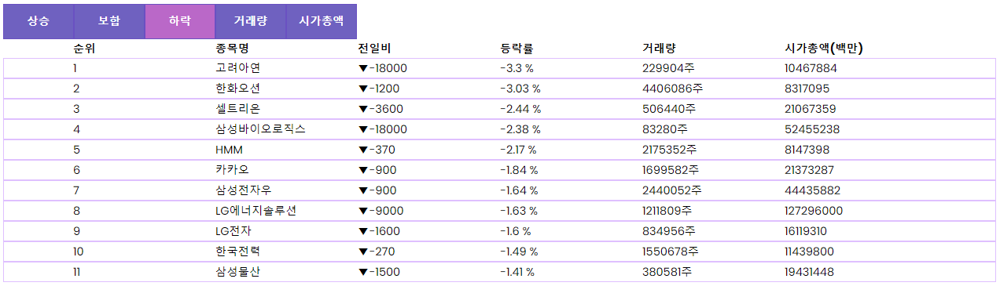 상승 보합 하락 거래량 시가총액
순위 종목명 전일비 등락률 거래량 시가총액(백만)
1 고려아연 ▼-18000 -3.3 % 229904주 10467884
2 한화오션 ▼-1200 -3.03 % 4406086주 8317095
3 셀트리온 ▼-3600 -2.44 % 506440주 21067359
4 삼성바이오로직스 ▼-18000 -2.38 % 83280주 52455238
5 HMM ▼-370 -2.17 % 2175352주 8147398
6 카카오 ▼-900 -1.84 % 1699582주 21373287
7 삼성전자우 ▼-900 -1.64 % 2440052주 44435882
8 LG에너지솔루션 ▼-9000 -1.63 % 1211809주 127296000
9 LG전자 ▼-1600 -1.6 % 834956주 16119310
10 한국전력 ▼-270 -1.49 % 1550678주 11439800
11 삼성물산 ▼-1500 -1.41 % 380581주 19431448